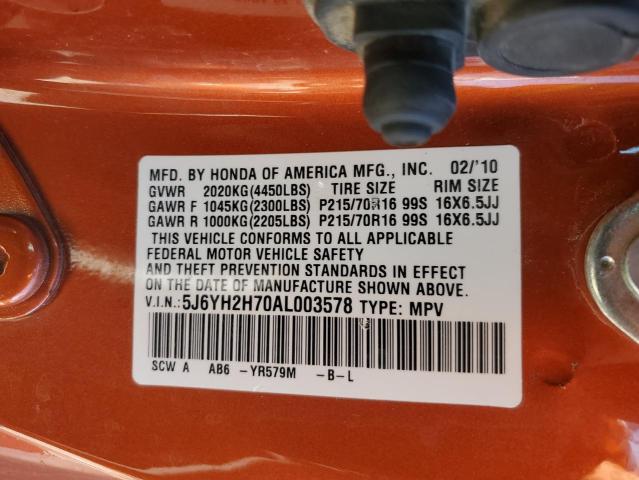 MFD. BY HONDA OF AMERICA MFG., INC. 02/'10
GVWR 2020KG(4450LBS) TIRE SIZE RIM SIZE
GAWR F 1045KG(2300LBS) P215/70R16 99S 16X6.5JJ
GAWR R 1000KG(2205LBS) P215/70R16 99S 16X6.5JJ
THIS VEHICLE CONFORMS TO ALL APPLICABLE
FEDERAL MOTOR VEHICLE SAFETY
AND THEFT PREVENTION STANDARDS IN EFFECT
ON THE DATE OF MANUFACTURE SHOWN ABOVE.
V.I.N.: 5J6YH2H70AL003578 TYPE: MPV
SCW A AB6 -YR579M -B-L